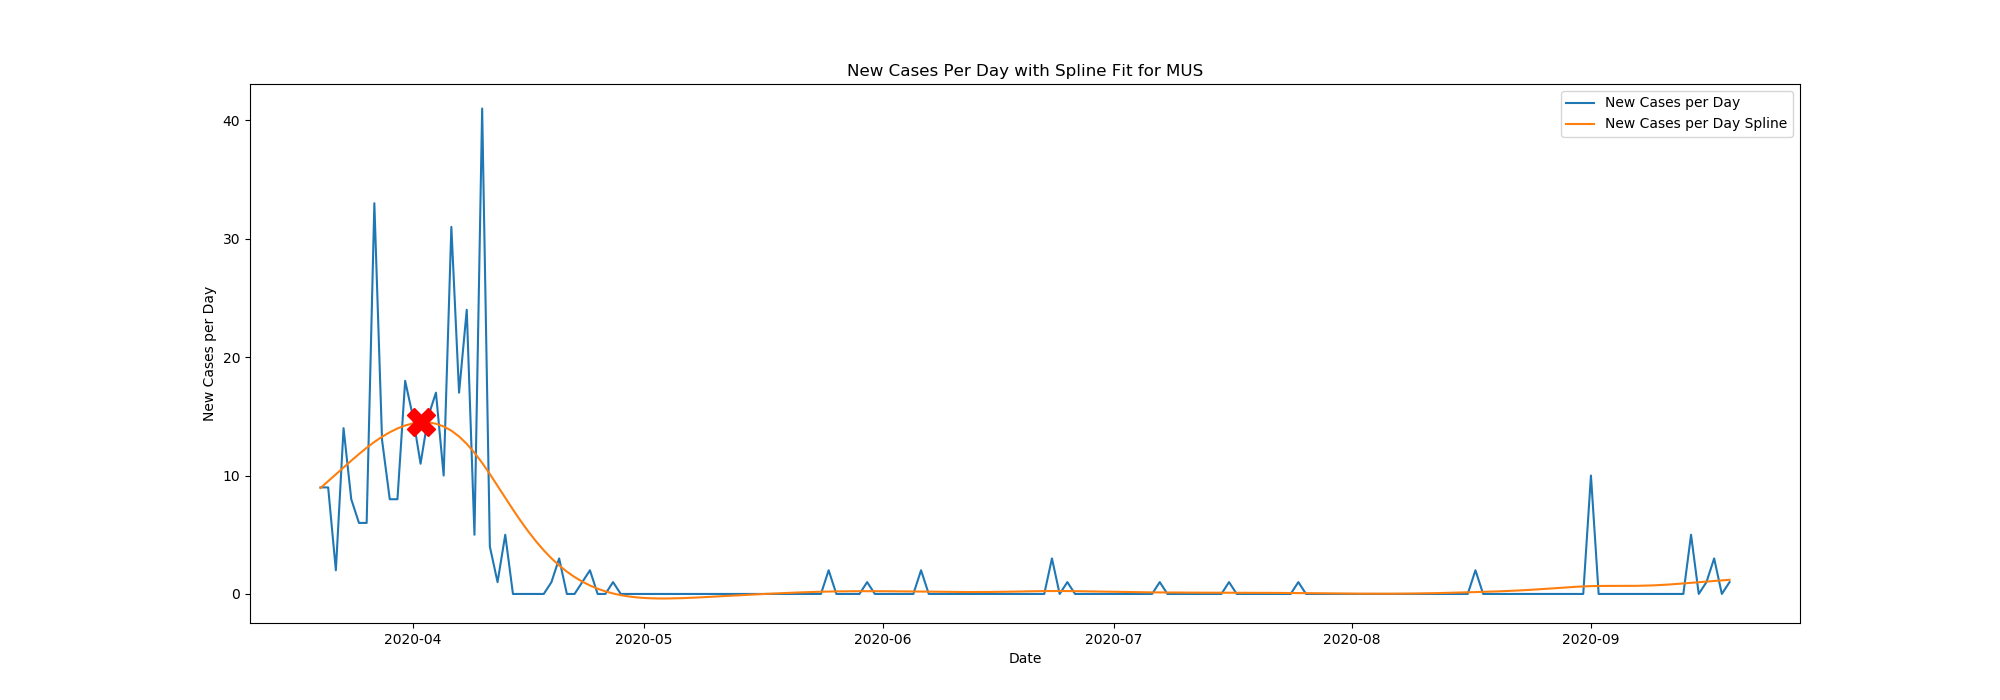 New Cases Per Day with Spline Fit for MUS
New Cases per Day
New Cases per Day Spline
40
30
20
10
0
New Cases per Day
2020-04 2020-05 2020-06 2020-07 2020-08 2020-09
Date